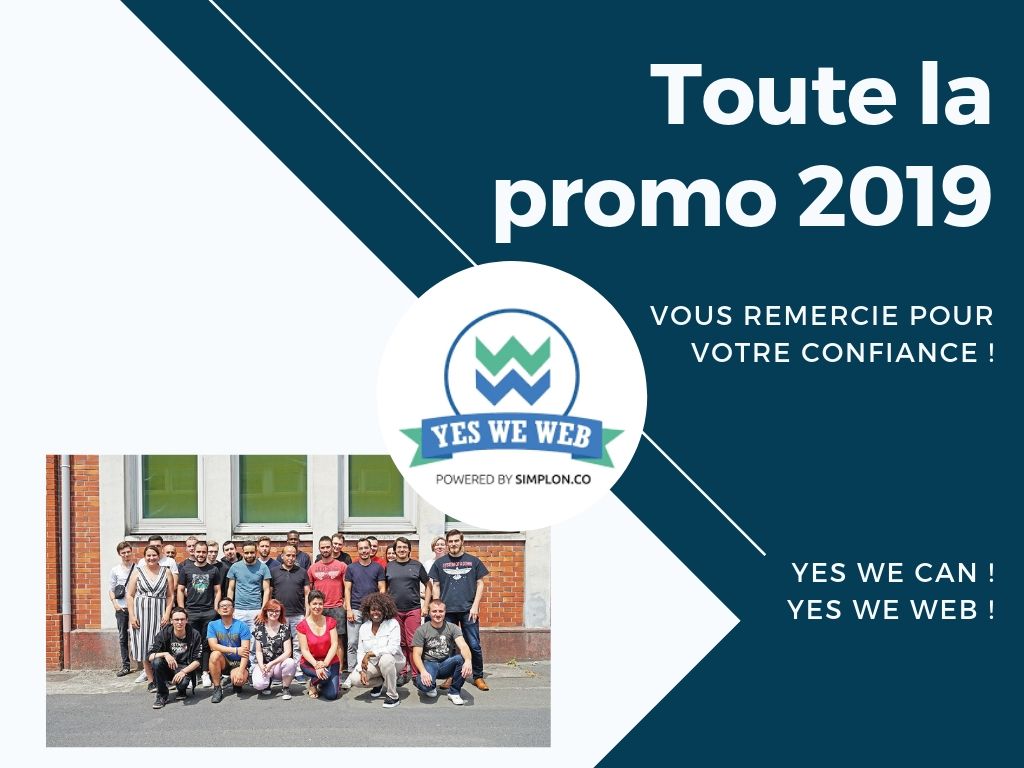 Toute la
promo 2019
VOUS REMERCIE POUR
VOTRE CONFIANCE !
YES WE WEB
POWERED BY SIMPLON.CO
YES WE CAN !
YES WE WEB !